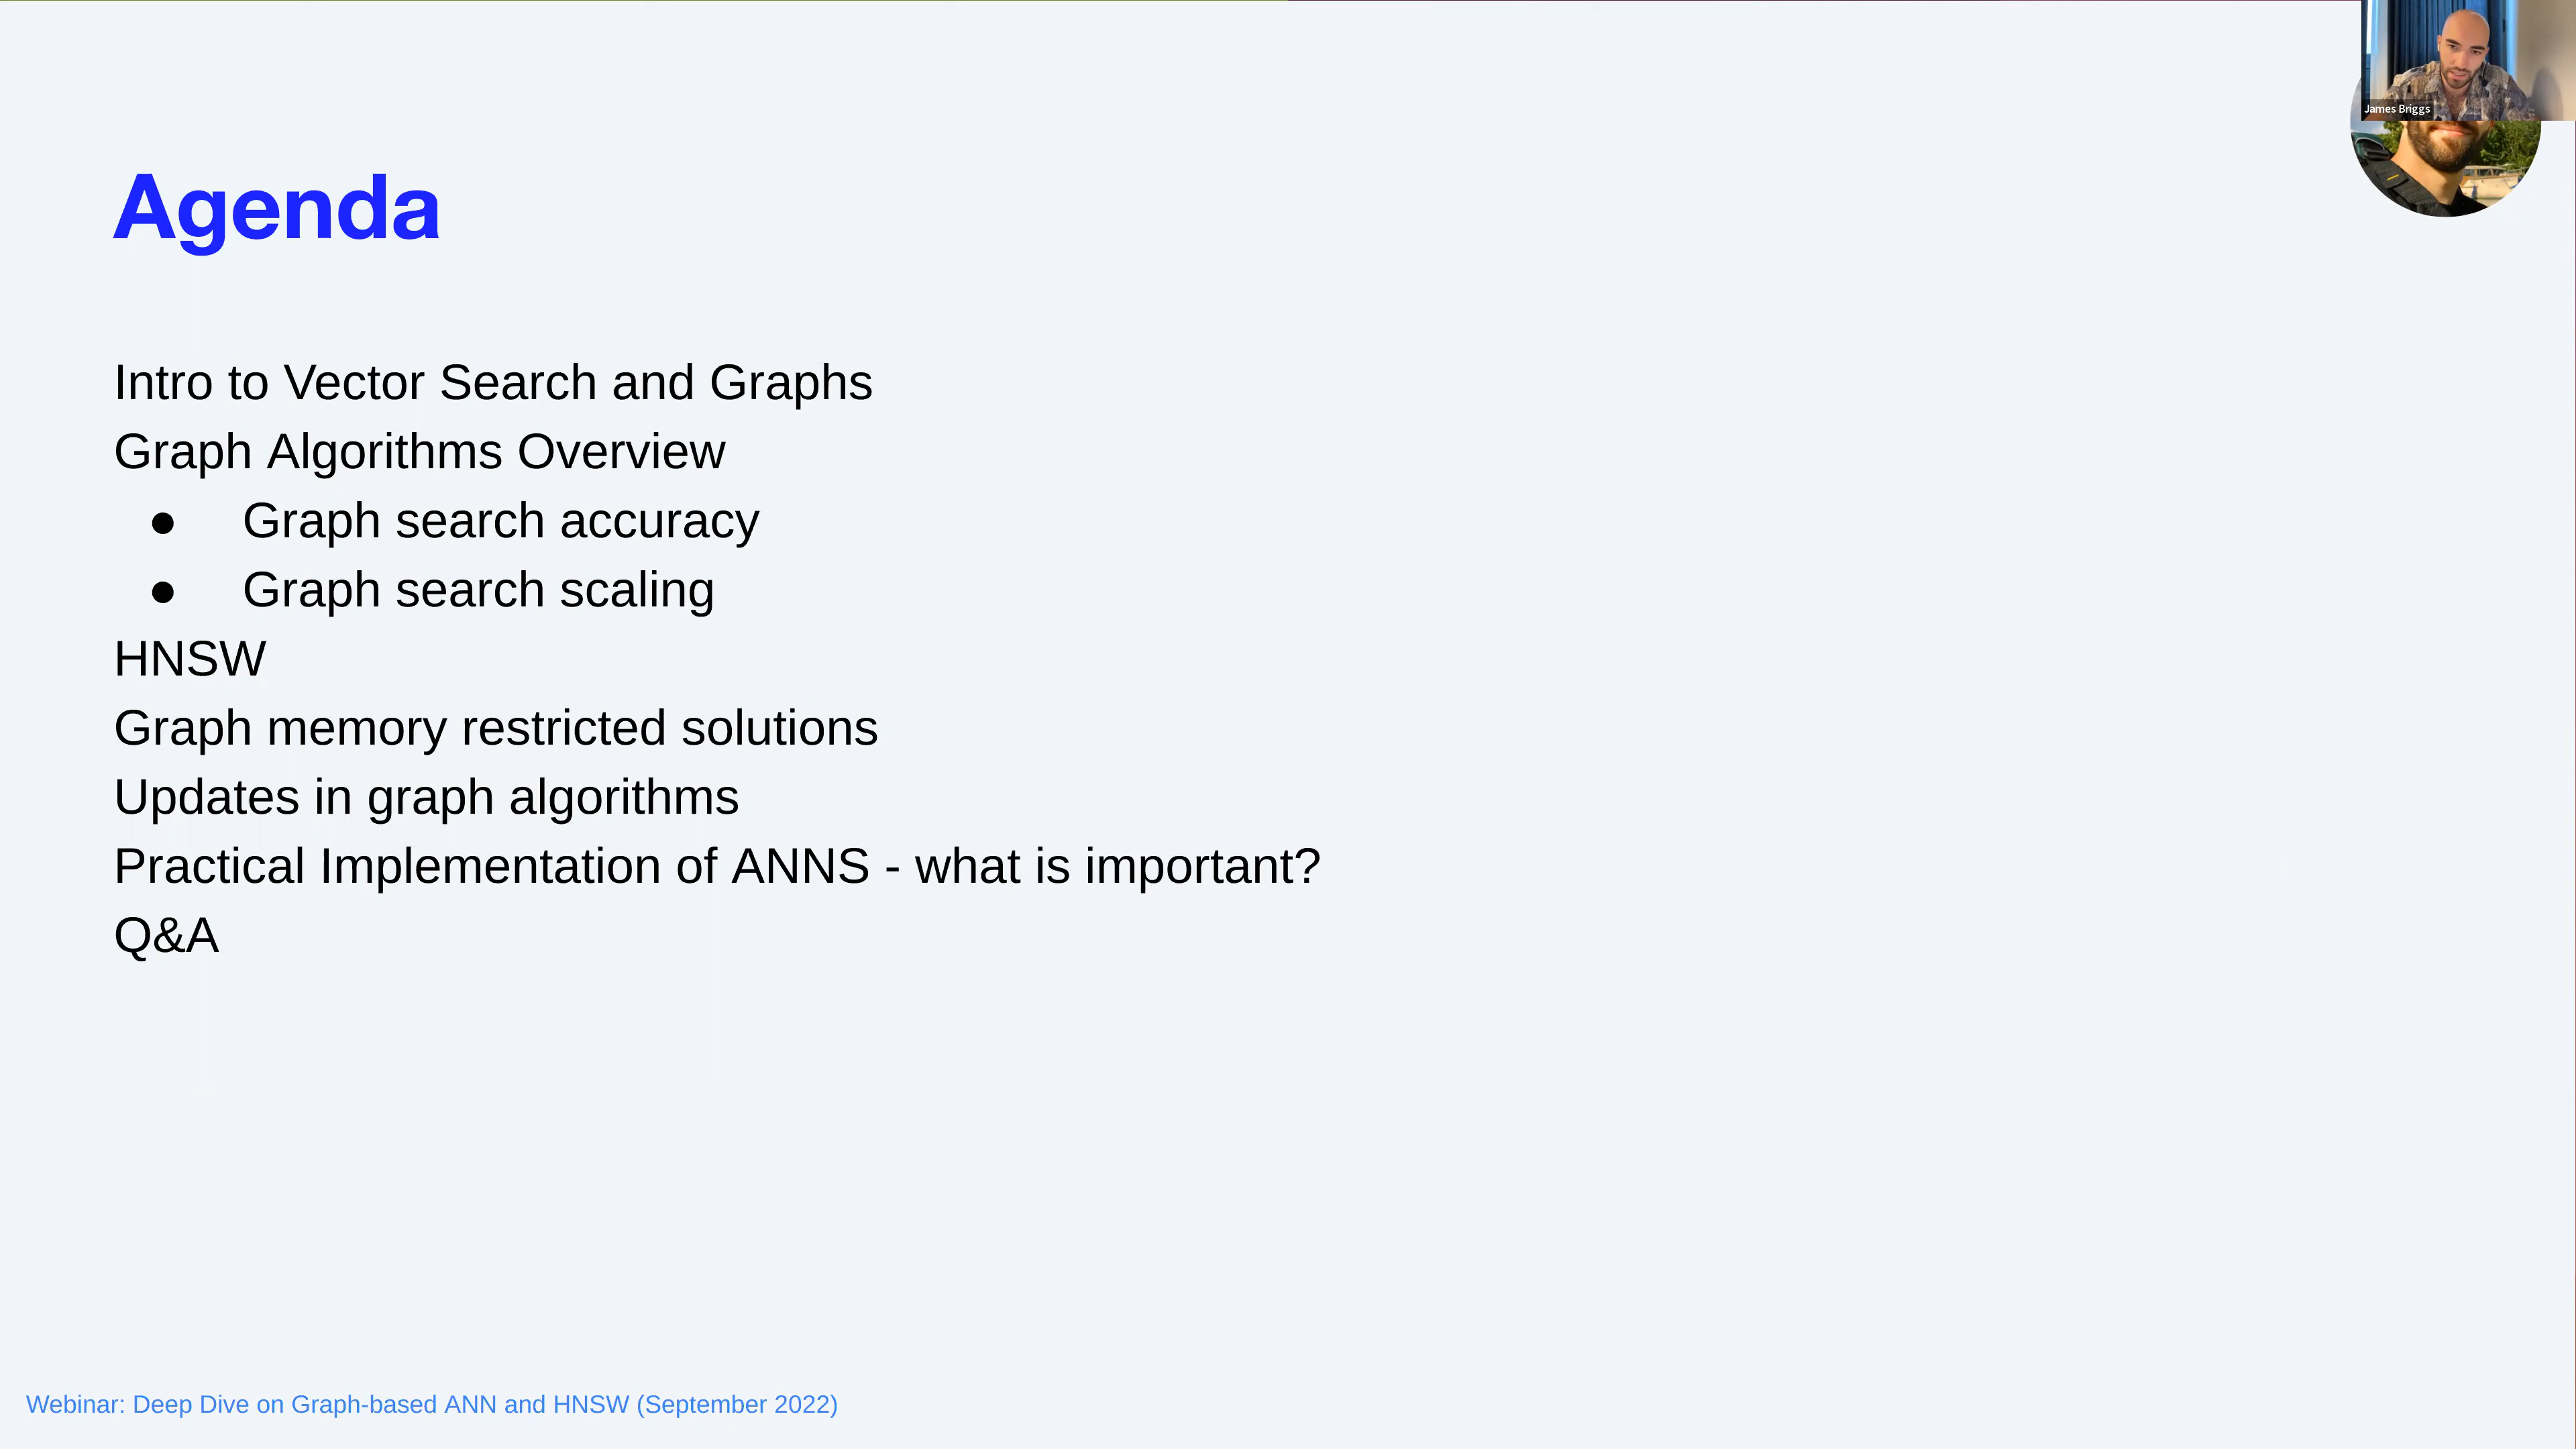 James Briggs
Agenda
Intro to Vector Search and Graphs
Graph Algorithms Overview
● Graph search accuracy
● Graph search scaling
HNSW
Graph memory restricted solutions
Updates in graph algorithms
Practical Implementation of ANNS - what is important?
Q&A
Webinar: Deep Dive on Graph-based ANN and HNSW (September 2022)